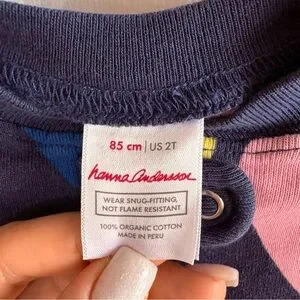 85 cm | US 2T
hanna andersson
WEAR SNUG-FITTING,
NOT FLAME RESISTANT.
100% ORGANIC COTTON
MADE IN PERU